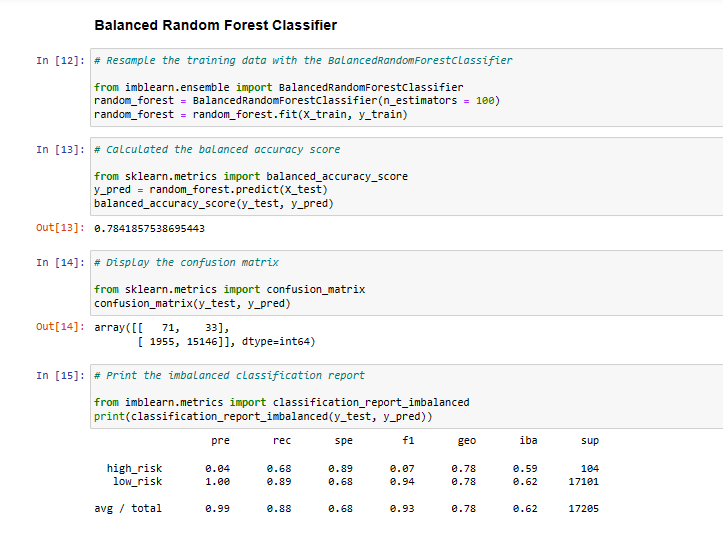 Balanced Random Forest Classifier
In [12]: # Resample the training data with the BalancedRandomForestClassifier
from imblearn.ensemble import BalancedRandomForestClassifier
random_forest = BalancedRandomForestClassifier(n_estimators = 100)
random_forest = random_forest.fit(X_train, y_train)
In [13]: # Calculated the balanced accuracy score
from sklearn.metrics import balanced_accuracy_score
y_pred = random_forest.predict(X_test)
balanced_accuracy_score(y_test, y_pred)
Out[13]: 0.7841857538695443
In [14]: # Display the confusion matrix
from sklearn.metrics import confusion_matrix
confusion_matrix(y_test, y_pred)
Out[14]: array([[   71,    33],
[ 1955, 15146]], dtype=int64)
In [15]: # Print the imbalanced classification report
from imblearn.metrics import classification_report_imbalanced
print(classification_report_imbalanced(y_test, y_pred))
pre rec spe f1 geo iba sup
high_risk 0.04 0.68 0.89 0.07 0.78 0.59 104
low_risk 1.00 0.89 0.68 0.94 0.78 0.62 17101
avg / total 0.99 0.88 0.68 0.93 0.78 0.62 17205